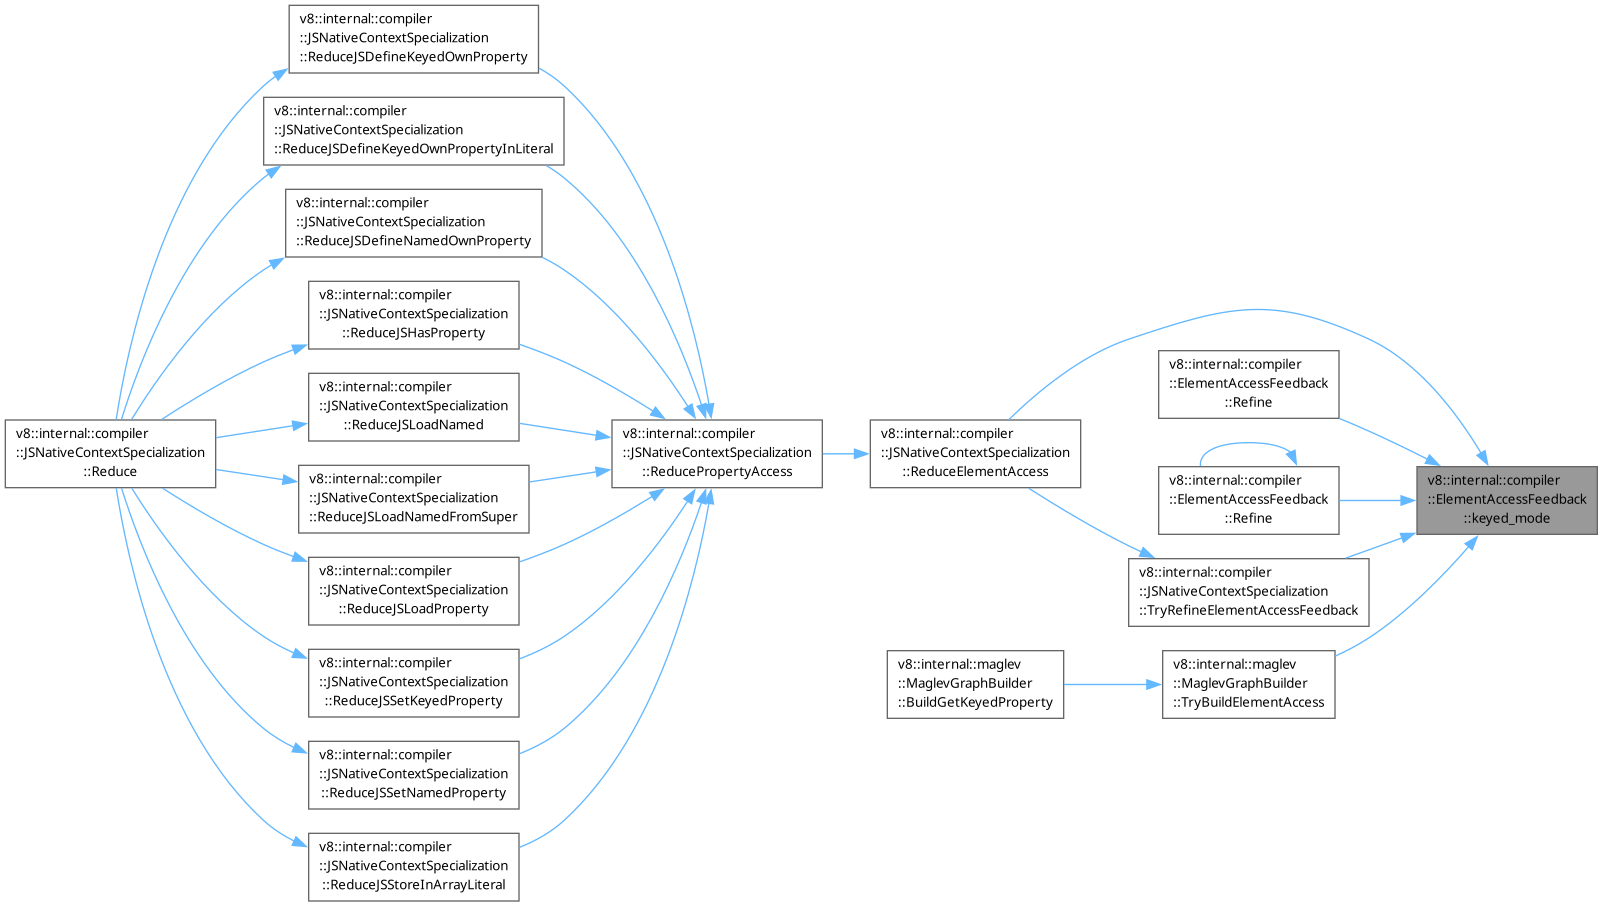 v8::internal::compiler
::JSNativeContextSpecialization
::ReduceJSDefineKeyedOwnProperty
v8::internal::compiler
::JSNativeContextSpecialization
::ReduceJSDefineKeyedOwnPropertyInLiteral
v8::internal::compiler
::JSNativeContextSpecialization
::ReduceJSDefineNamedOwnProperty
v8::internal::compiler
::JSNativeContextSpecialization
::ReduceJSHasProperty
v8::internal::compiler
::JSNativeContextSpecialization
::ReduceJSLoadNamed
v8::internal::compiler
::JSNativeContextSpecialization
::Reduce
v8::internal::compiler
::JSNativeContextSpecialization
::ReduceJSLoadNamedFromSuper
v8::internal::compiler
::JSNativeContextSpecialization
::ReduceJSLoadProperty
v8::internal::compiler
::JSNativeContextSpecialization
::ReduceJSSetKeyedProperty
v8::internal::compiler
::JSNativeContextSpecialization
::ReduceJSSetNamedProperty
v8::internal::compiler
::JSNativeContextSpecialization
::ReduceJSStoreInArrayLiteral
v8::internal::compiler
::JSNativeContextSpecialization
::ReducePropertyAccess
v8::internal::compiler
::JSNativeContextSpecialization
::ReduceElementAccess
v8::internal::maglev
::MaglevGraphBuilder
::BuildGetKeyedProperty
v8::internal::compiler
::ElementAccessFeedback
::Refine
v8::internal::compiler
::ElementAccessFeedback
::Refine
v8::internal::compiler
::JSNativeContextSpecialization
::TryRefineElementAccessFeedback
v8::internal::maglev
::MaglevGraphBuilder
::TryBuildElementAccess
v8::internal::compiler
::ElementAccessFeedback
::keyed_mode